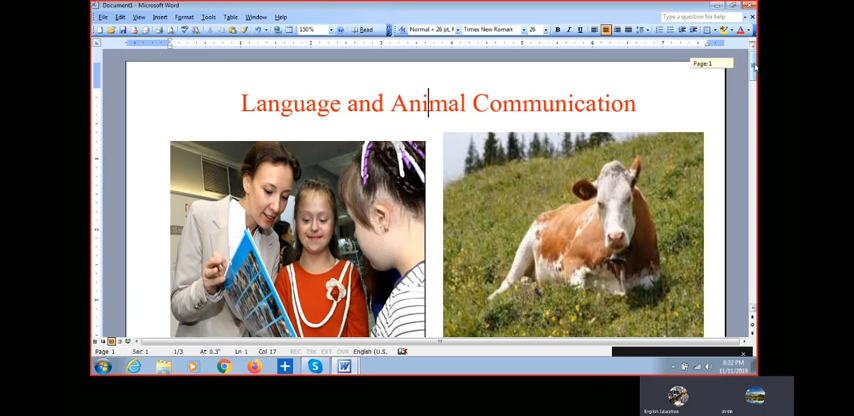 Document1 - Microsoft Word
File Edit View Insert Format Tools Table Window Help
Type a question for help
150% Read Normal + 26 pt, Times New Roman 26 B I U
Page: 1
Language and Animal Communication
Page 1 Sec 1 1/3 At 0.3" Ln 1 Col 17 REC TRK EXT OVR English (U.S.
8:32 PM
11/11/2019
English Education